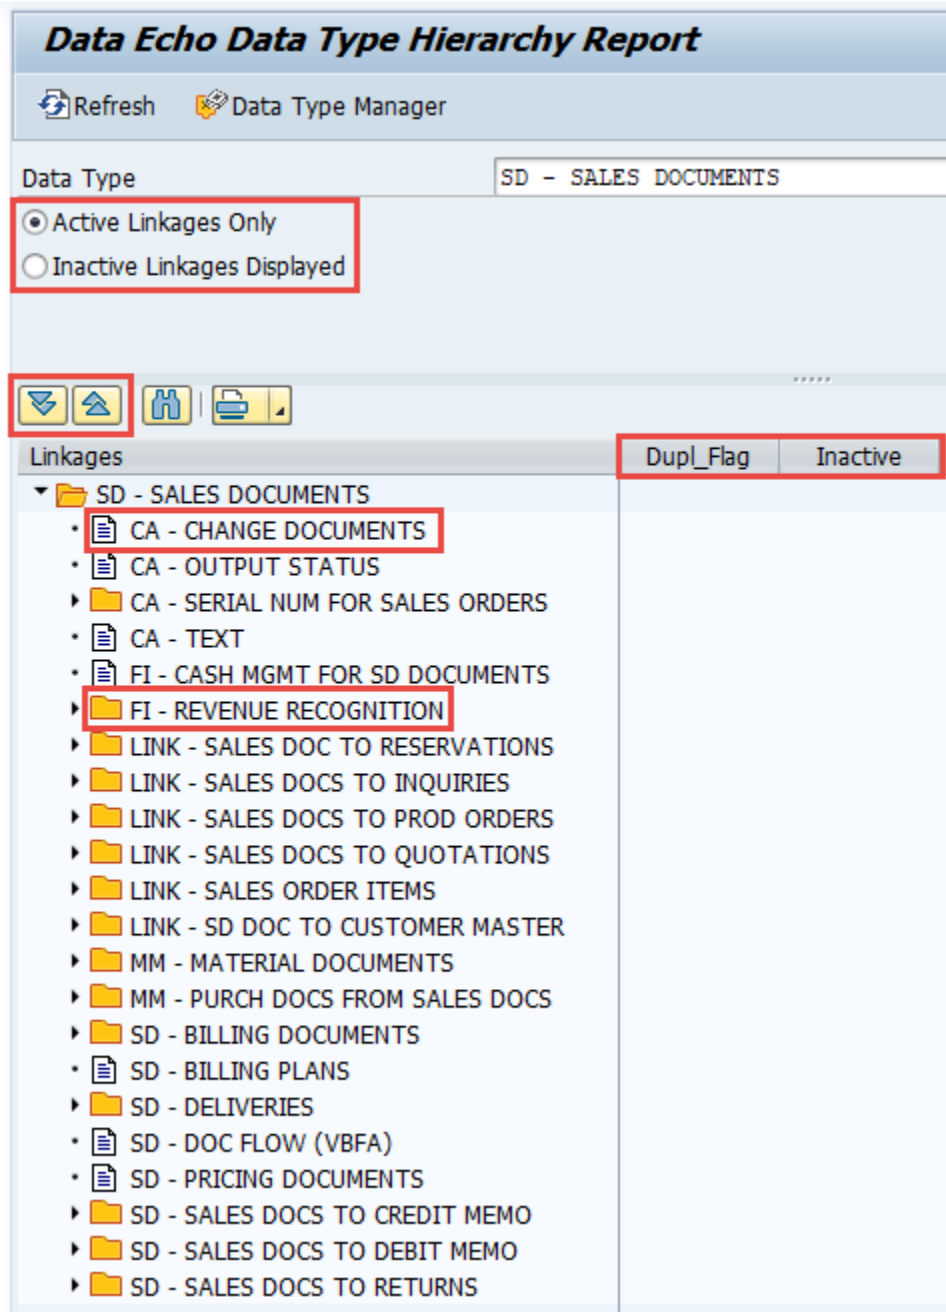 Data Echo Data Type Hierarchy Report
Refresh Data Type Manager
Data Type SD - SALES DOCUMENTS
Active Linkages Only
Inactive Linkages Displayed
Linkages Dupl_Flag Inactive
SD - SALES DOCUMENTS
CA - CHANGE DOCUMENTS
CA - OUTPUT STATUS
CA - SERIAL NUM FOR SALES ORDERS
CA - TEXT
FI - CASH MGMT FOR SD DOCUMENTS
FI - REVENUE RECOGNITION
LINK - SALES DOC TO RESERVATIONS
LINK - SALES DOCS TO INQUIRIES
LINK - SALES DOCS TO PROD ORDERS
LINK - SALES DOCS TO QUOTATIONS
LINK - SALES ORDER ITEMS
LINK - SD DOC TO CUSTOMER MASTER
MM - MATERIAL DOCUMENTS
MM - PURCH DOCS FROM SALES DOCS
SD - BILLING DOCUMENTS
SD - BILLING PLANS
SD - DELIVERIES
SD - DOC FLOW (VBFA)
SD - PRICING DOCUMENTS
SD - SALES DOCS TO CREDIT MEMO
SD - SALES DOCS TO DEBIT MEMO
SD - SALES DOCS TO RETURNS